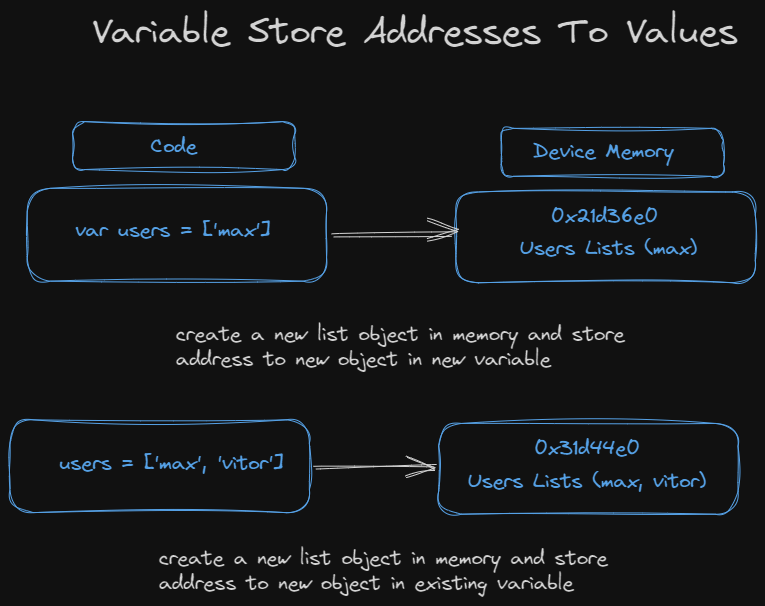 Variable Store Addresses To Values
Code
Device Memory
var users = ['max']
0x21d36e0
Users Lists (max)
create a new list object in memory and store
address to new object in new variable
users = ['max', 'vitor']
0x31d44e0
Users Lists (max, vitor)
create a new list object in memory and store
address to new object in existing variable